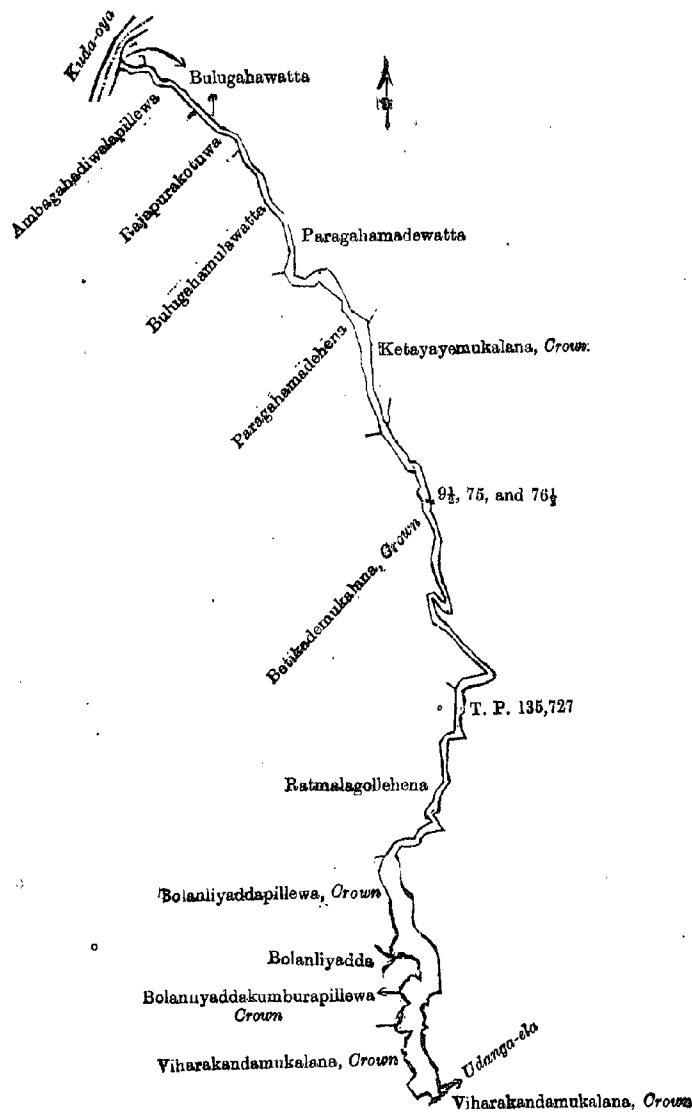 Kuda-oya
Bulugahawatta
Ambagahadiwalapillewa
Rajapurakotuwa
Bulugahamulawatta
Paragahamadewatta
Paragahamadehena
Ketayayemukalana, Crown.
9½, 75, and 76½
Betikademukalana, Crown
T. P. 135,727
Ratmalagollehena
Bolanliyaddapillewa, Crown
Bolanliyadda
Bolanliyaddakumburapillewa
Crown
Viharakandamukalana, Crown
Udanga-ela
Viharakandamukalana, Crown